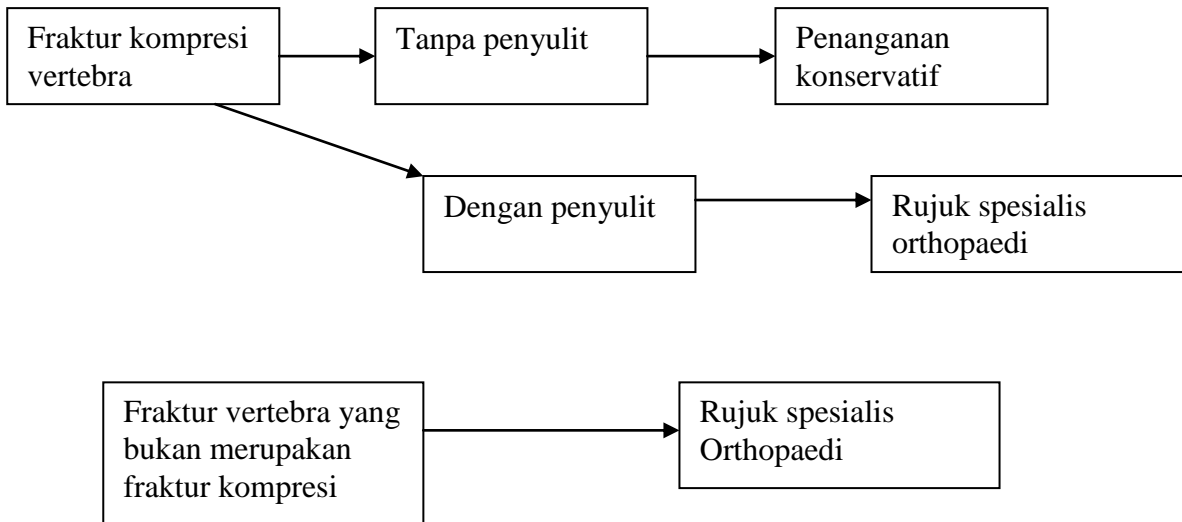 Fraktur kompresi
vertebra
Tanpa penyulit
Penanganan
konservatif
Dengan penyulit
Rujuk spesialis
orthopaedi
Fraktur vertebra yang
bukan merupakan
fraktur kompresi
Rujuk spesialis
Orthopaedi